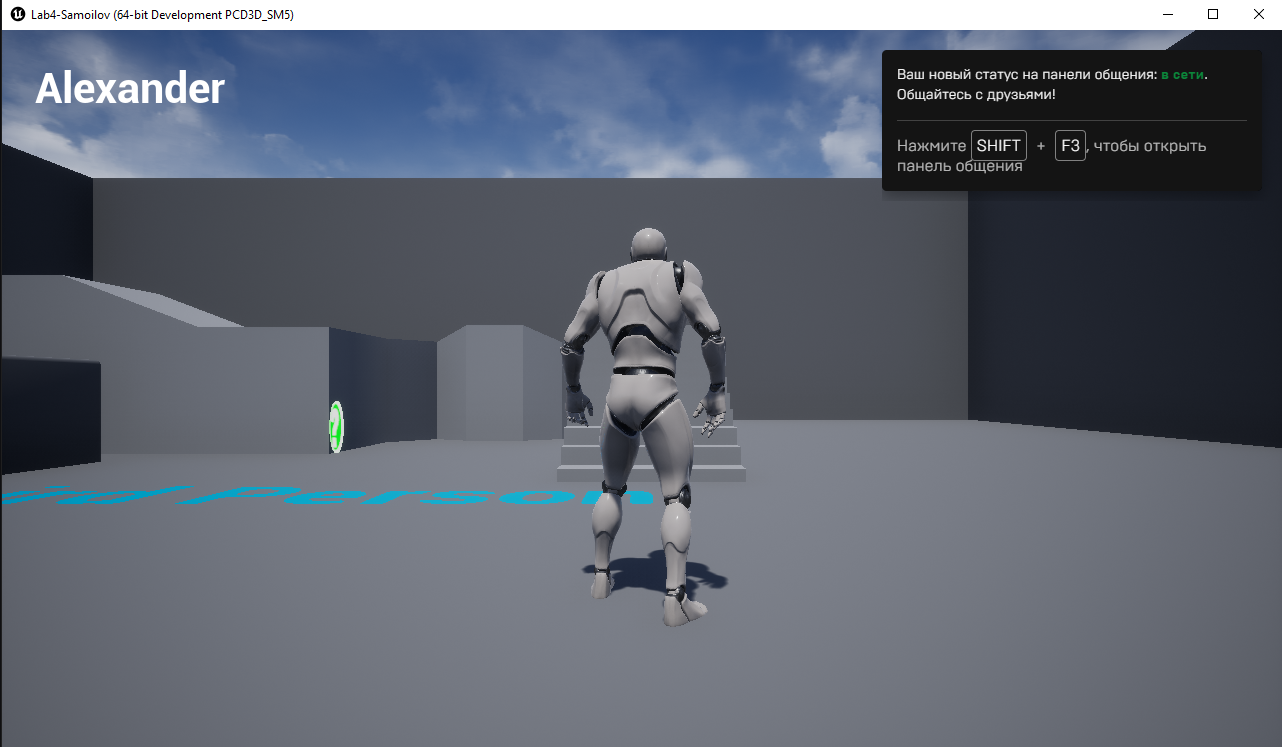 Lab4-Samoilov (64-bit Development PCD3D_SM5)
Alexander
Ваш новый статус на панели общения: в сети.
Общайтесь с друзьями!
Нажмите SHIFT + F3, чтобы открыть
панель общения
Person